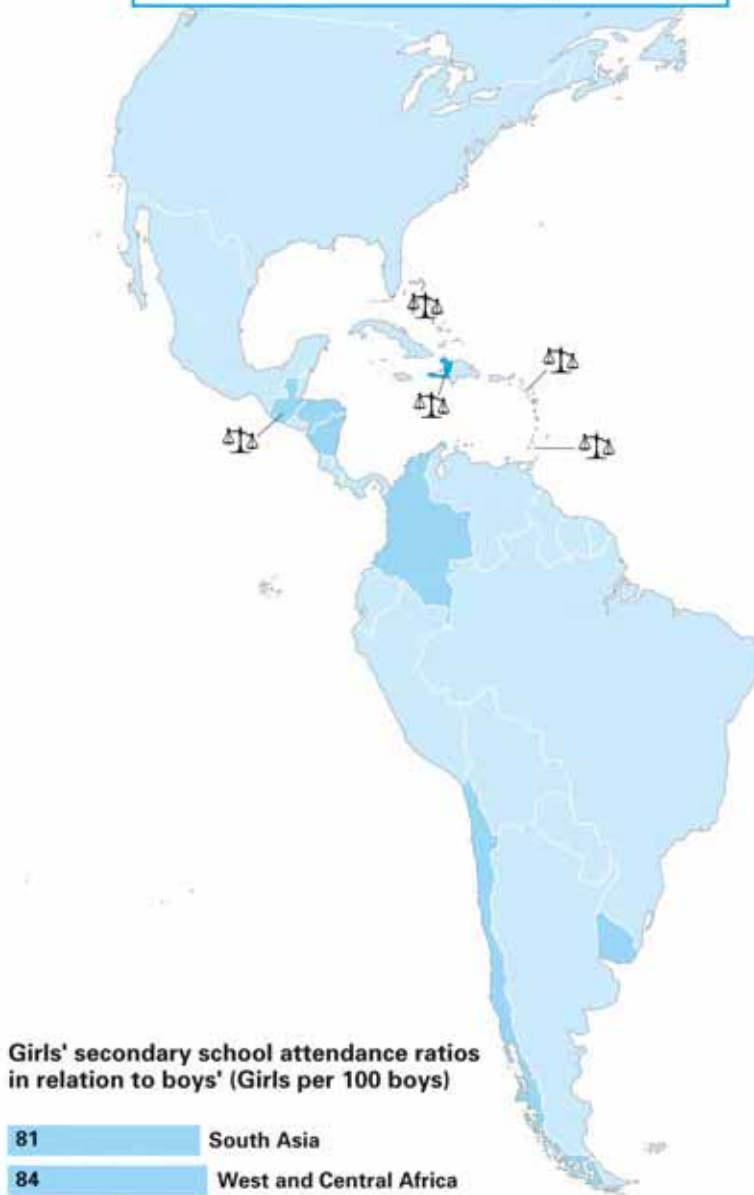 Girls' secondary school attendance ratios
in relation to boys' (Girls per 100 boys)
81 South Asia
84 West and Central Africa